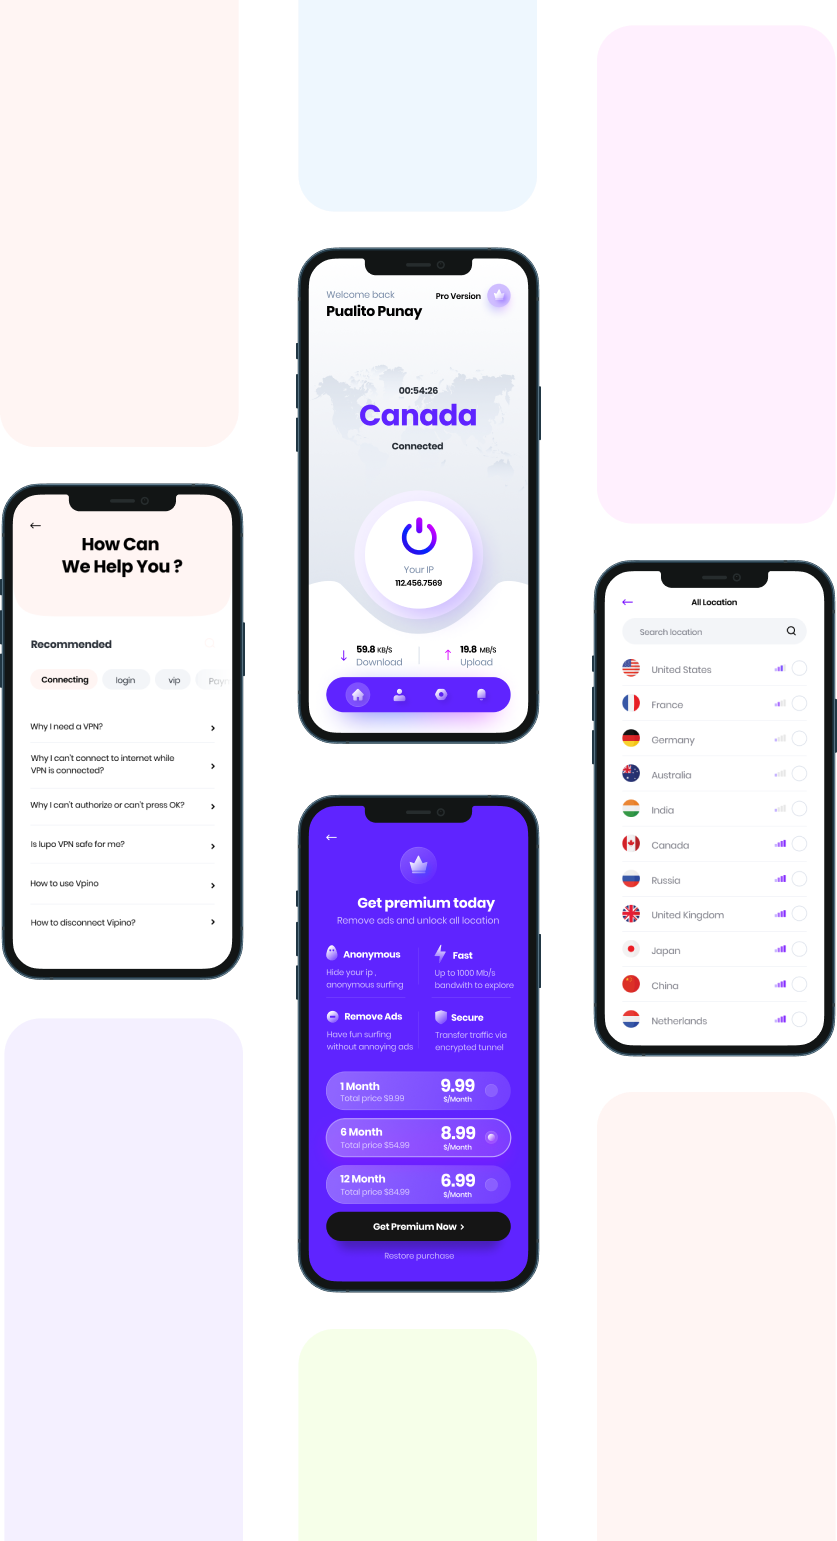 Welcome back
Pualito Punay
Pro Version
00:54:26
Canada
Connected
Your IP
112.456.7569
59.8 KB/S
Download
19.8 MB/S
Upload
How Can
We Help You ?
Recommended
Connecting
login
vip
Why I need a VPN?
Why I can't connect to internet while
VPN is connected?
Why I can't authorize or can't press OK?
Is lupo VPN safe for me?
How to use Vpino
How to disconnect Vipino?
All Location
Search location
United States
France
Germany
Australia
India
Canada
Russia
United Kingdom
Japan
China
Netherlands
Get premium today
Remove ads and unlock all location
Anonymous
Hide your ip ,
anonymous surfing
Fast
Up to 1000 Mb/s
bandwith to explore
Remove Ads
Have fun surfing
without annoying ads
Secure
Transfer traffic via
encrypted tunnel
1 Month
Total price $9.99
9.99
$/Month
6 Month
Total price $54.99
8.99
$/Month
12 Month
Total price $84.99
6.99
$/Month
Get Premium Now
Restore purchase